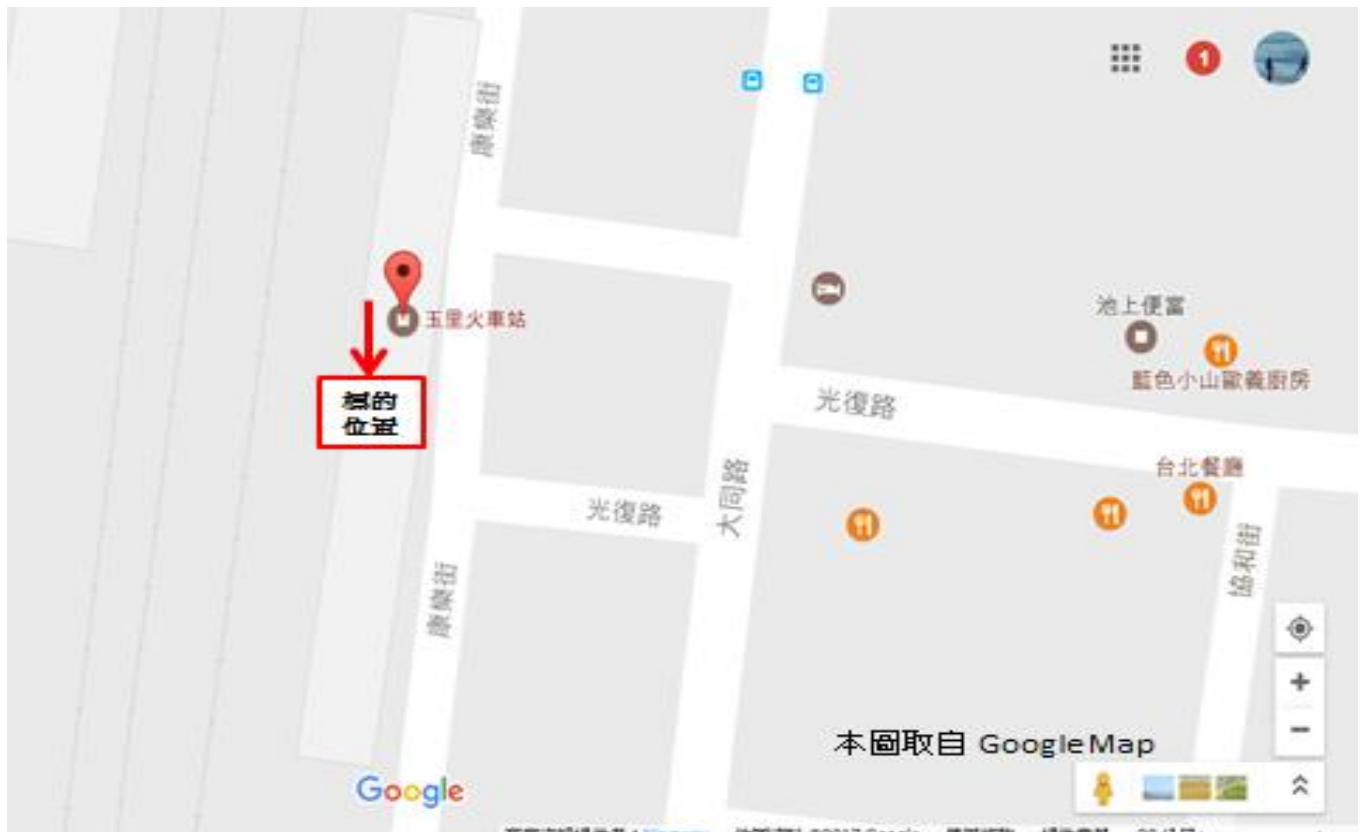 康樂街
1
玉里火車站
標的
位置
池上便當
藍色小山歐義廚房
光復路
台北餐廳
光復路
大同路
協和街
康樂街
本圖取自 GoogleMap
Google